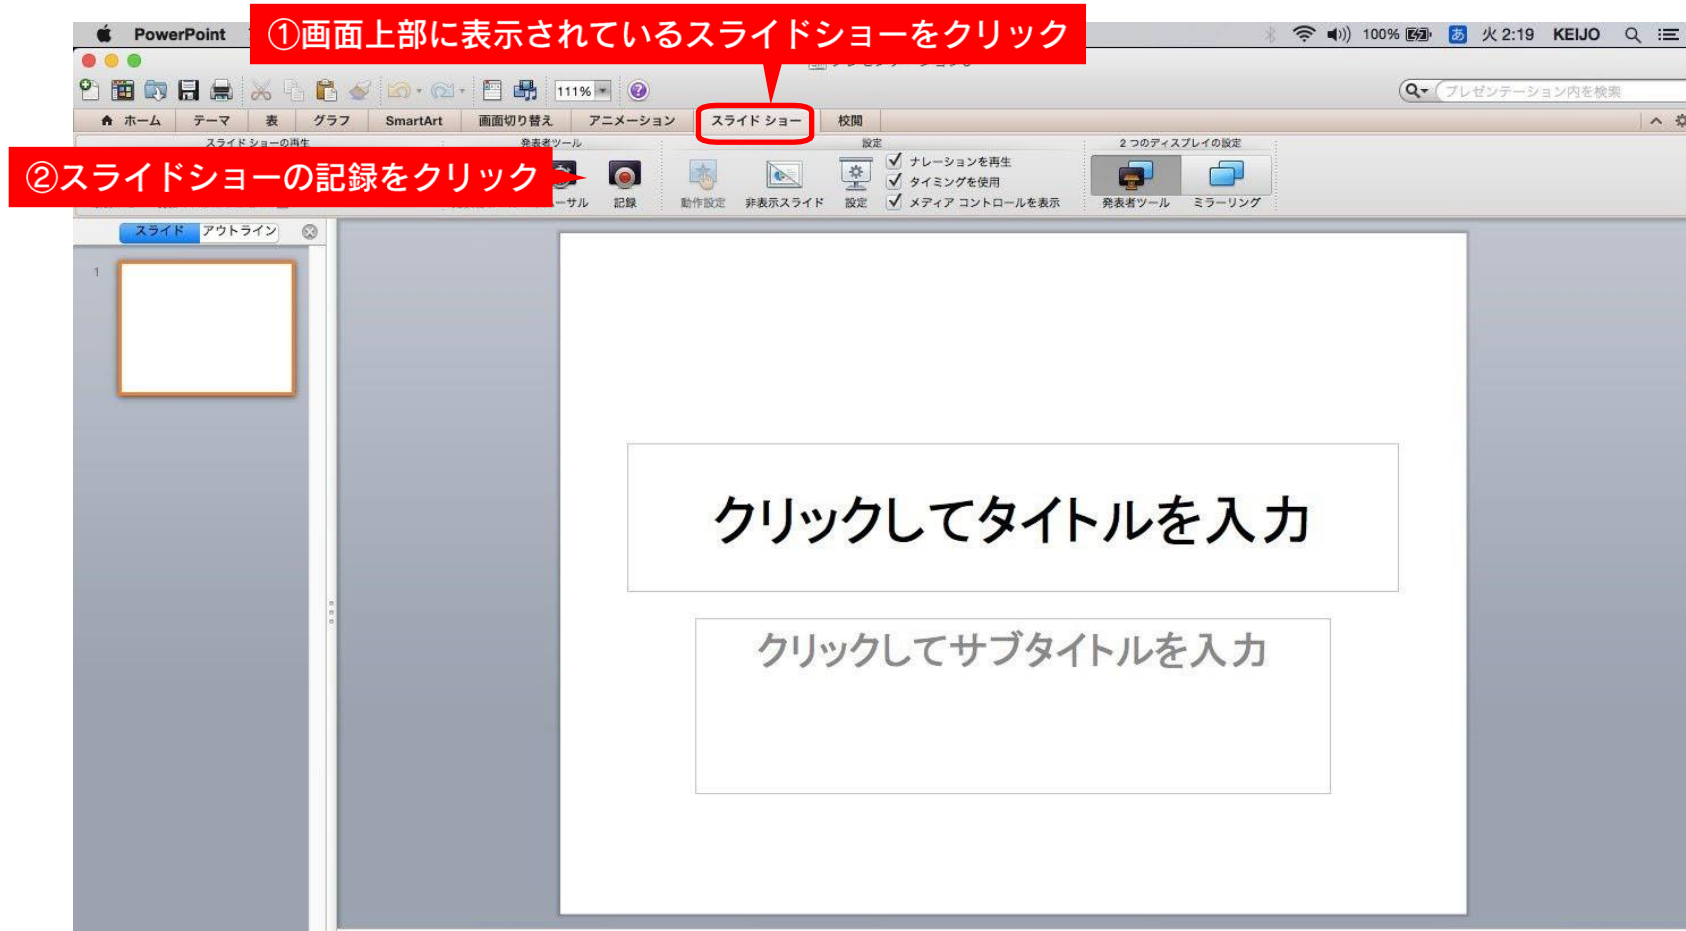 ①画面上部に表示されているスライドショーをクリック
PowerPoint
100%
あ
火 2:19
KEIJO
111%
プレゼンテーション内を検索
ホーム
テーマ
表
グラフ
SmartArt
画面切り替え
アニメーション
スライド ショー
校閲
スライド ショーの再生
発表者ツール
設定
2 つのディスプレイの設定
②スライドショーの記録をクリック
ーサル
記録
動作設定
非表示スライド
設定
ナレーションを再生
タイミングを使用
メディア コントロールを表示
発表者ツール
ミラーリング
スライド
アウトライン
1
クリックしてタイトルを入力
クリックしてサブタイトルを入力